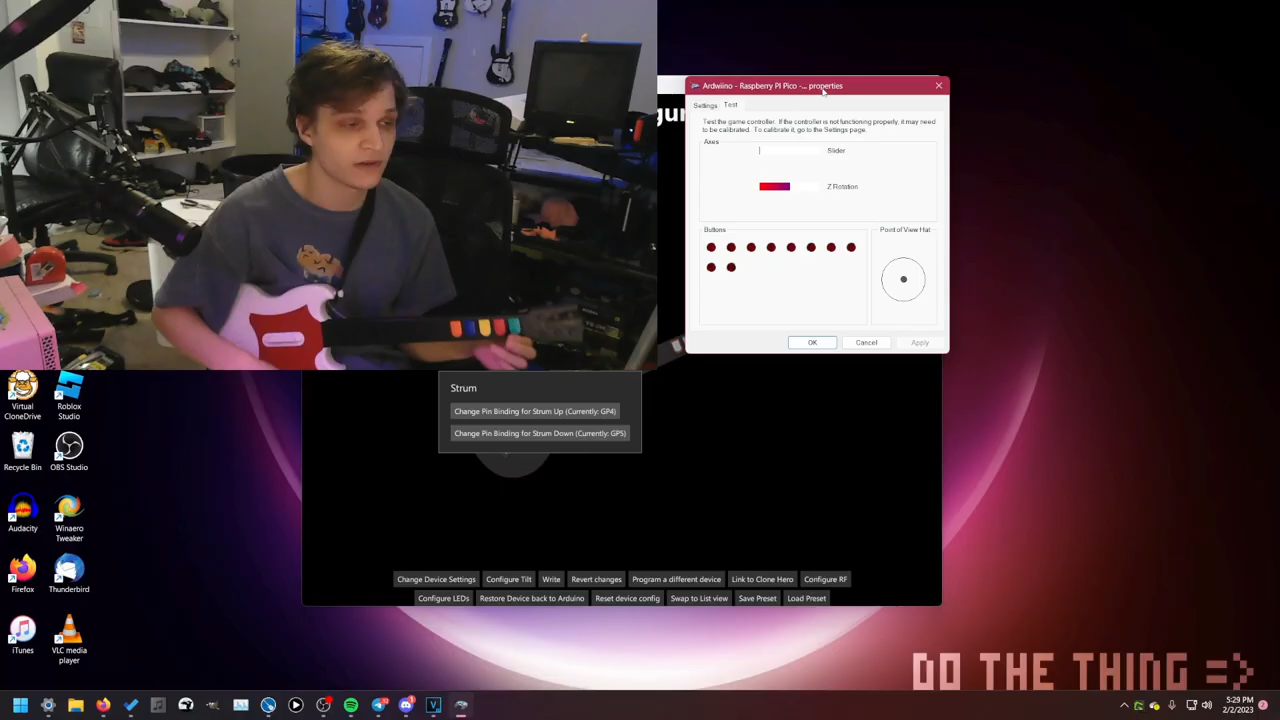 Ardwiino - Raspberry PI Pico -... properties
Settings
Test
Test the game controller. If the controller is not functioning properly, it may need
to be calibrated. To calibrate it, go to the Settings page.
Axes
Slider
Z Rotation
Buttons
Point of View Hat
OK
Cancel
Apply
gur
Strum
Change Pin Binding for Strum Up (Currently: GP4)
Change Pin Binding for Strum Down (Currently: GP5)
Change Device Settings
Configure Tilt
Write
Revert changes
Program a different device
Link to Clone Hero
Configure RF
Configure LEDs
Restore Device back to Arduino
Reset device config
Swap to List view
Save Preset
Load Preset
Virtual
CloneDrive
Roblox
Studio
Recycle Bin
OBS Studio
Audacity
Winaero
Tweaker
Firefox
Thunderbird
iTunes
VLC media
player
DO THE THING =>
5:29 PM
2/2/2023